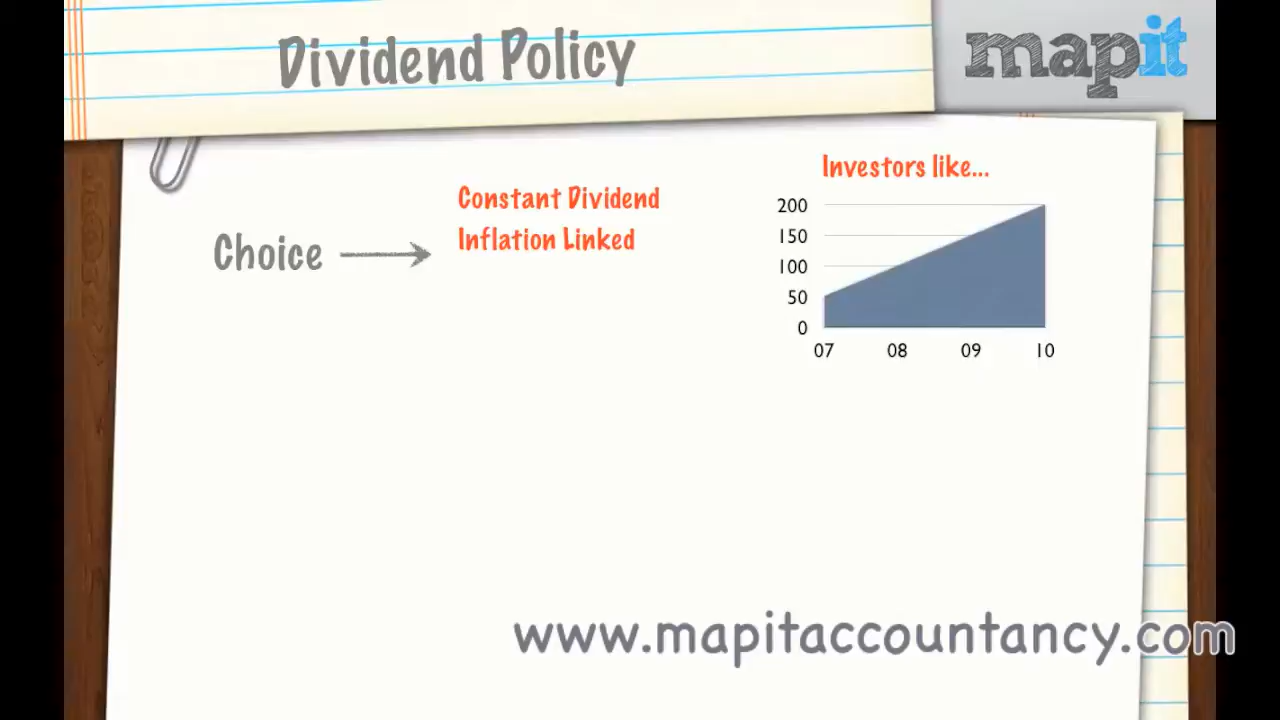 Dividend Policy
mapit
Investors like...
Constant Dividend
Inflation Linked
Choice
200
150
100
50
0
07 08 09 10
www.mapitaccountancy.com